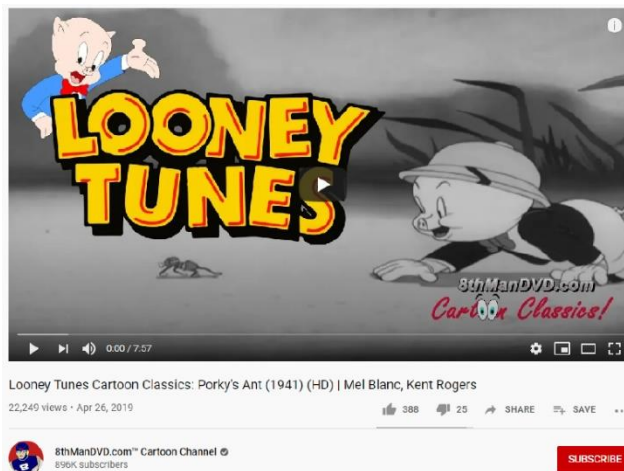 LOONEY
TUNES
8thManDVD.com
Cartoon Classics!
0:00 / 7:57
Looney Tunes Cartoon Classics: Porky's Ant (1941) (HD) | Mel Blanc, Kent Rogers
22,249 views • Apr 26, 2019
388
25
SHARE
SAVE
8thManDVD.com™ Cartoon Channel
896K subscribers
SUBSCRIBE